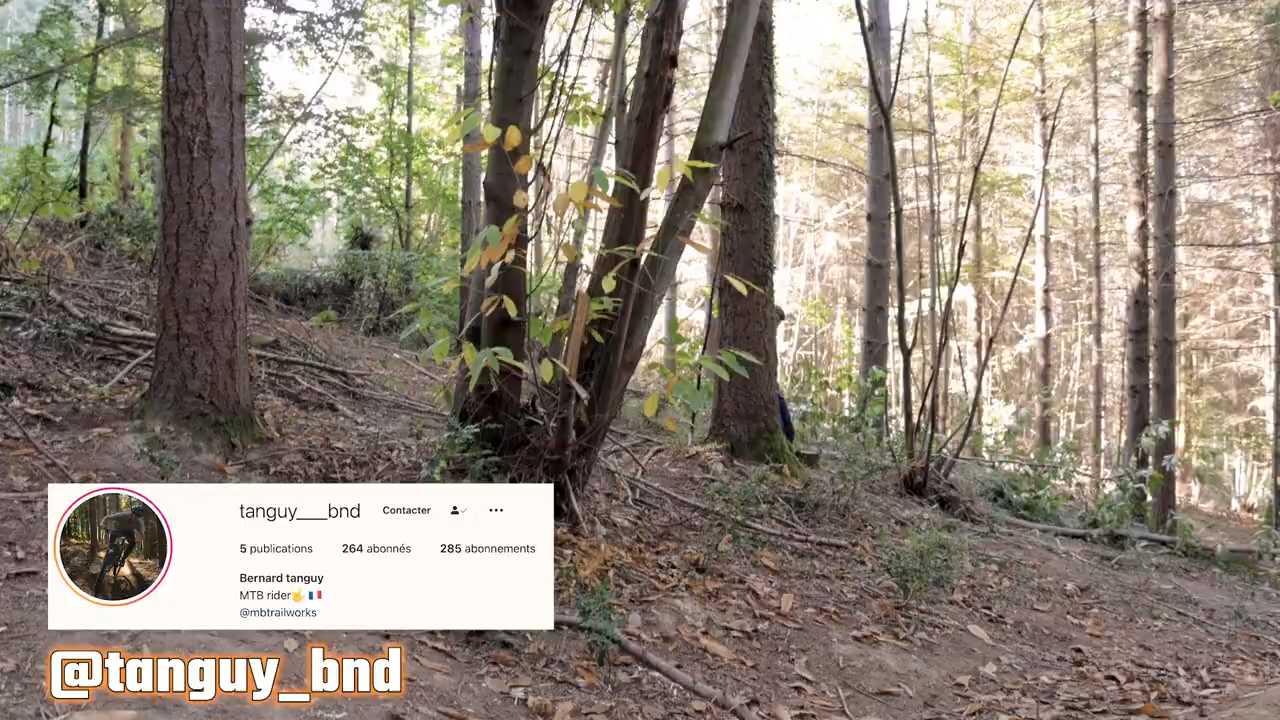 tanguy___bnd Contacter
5 publications 264 abonnés 285 abonnements
Bernard tanguy
MTB rider🤙🇫🇷
@mbtrailworks
@tanguy_bnd